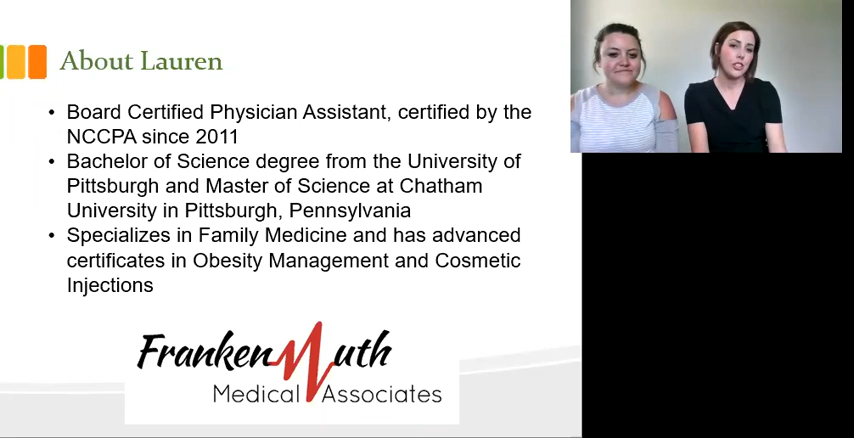 About Lauren
• Board Certified Physician Assistant, certified by the
NCCPA since 2011
• Bachelor of Science degree from the University of
Pittsburgh and Master of Science at Chatham
University in Pittsburgh, Pennsylvania
• Specializes in Family Medicine and has advanced
certificates in Obesity Management and Cosmetic
Injections
FrankenMuth
Medical Associates